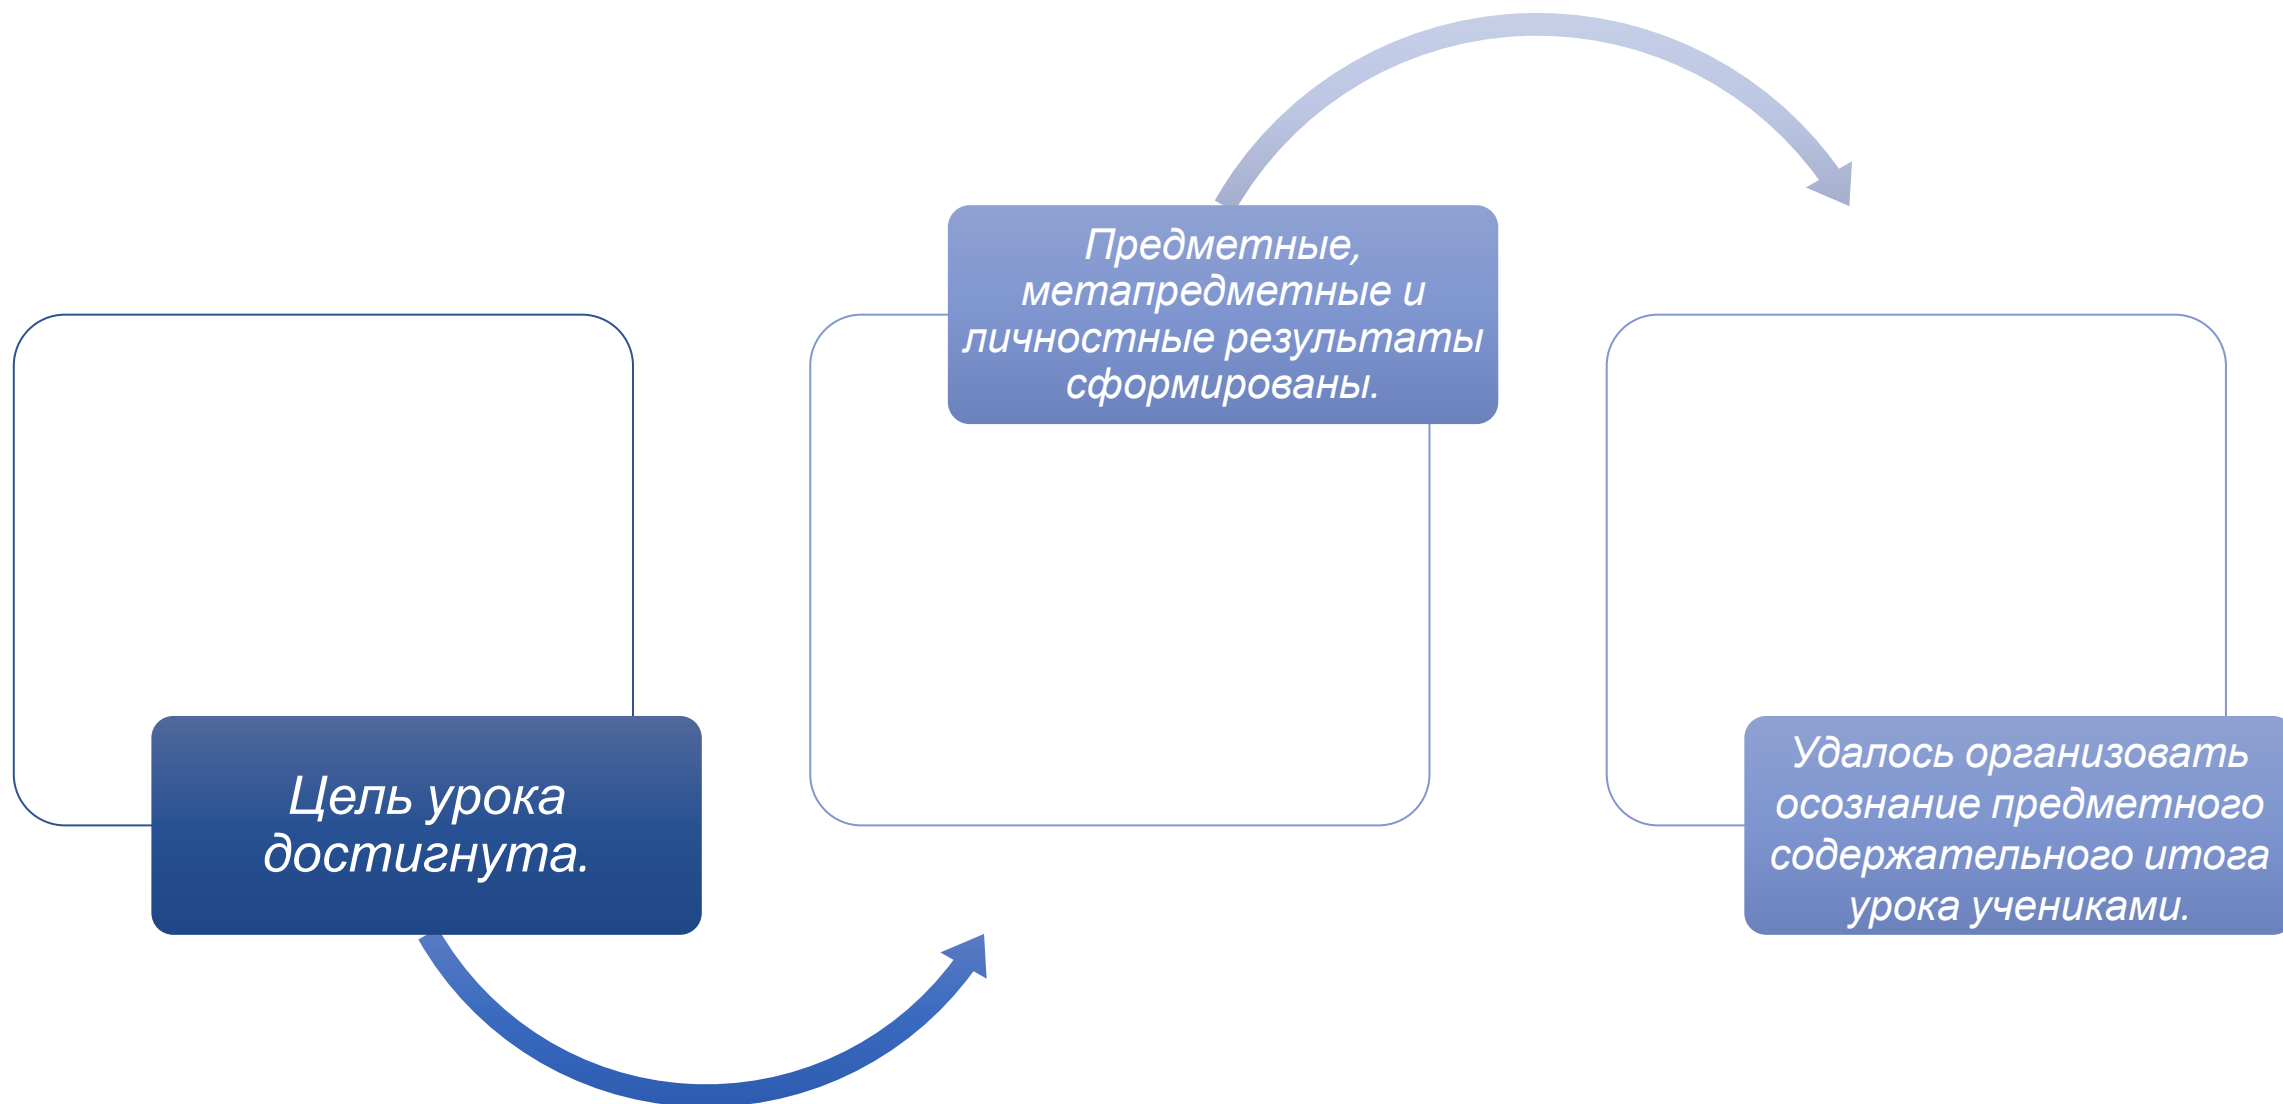 Цель урока
достигнута.
Предметные,
метапредметные и
личностные результаты
сформированы.
Удалось организовать
осознание предметного
содержательного итога
урока учениками.